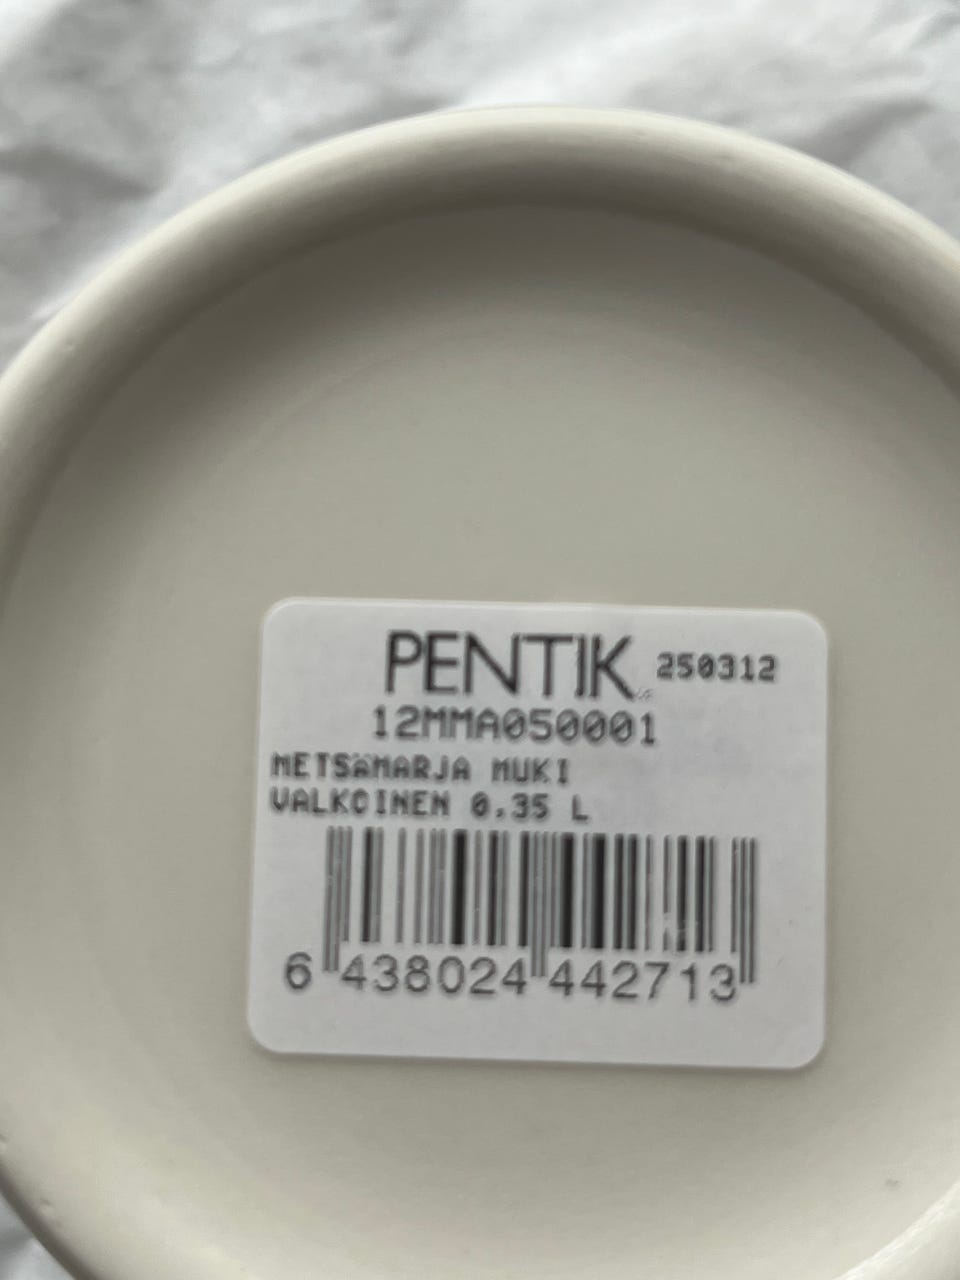 PENTIK 250312
12MMA050001
METSäMARJA MUKI
VALKOINEN 0.35 L
6 438024 442713